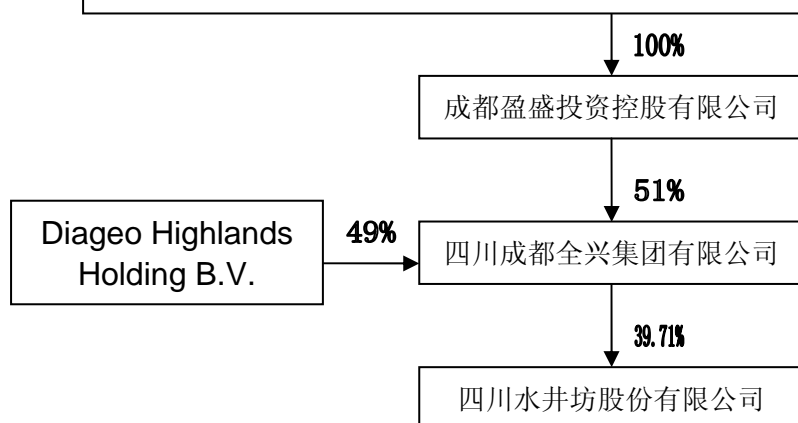 100%
成都盈盛投资控股有限公司
51%
Diageo Highlands
Holding B.V.
49%
四川成都全兴集团有限公司
39.71%
四川水井坊股份有限公司